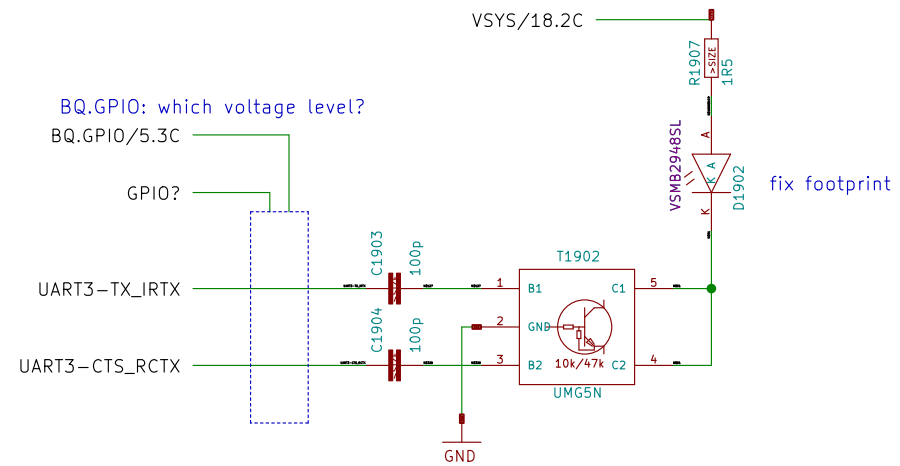 VSYS/18.2C
R1907
>SIZE
1R5
BQ.GPIO: which voltage level?
BQ.GPIO/5.3C
A
VSMB2948SL
A
K
D1902
fix footprint
GPIO?
K
C1903
100p
T1902
UART3-TX_IRTX
1
B1
C1
5
2
GND
C1904
100p
UART3-CTS_RCTX
3
B2
10k/47k
C2
4
UMG5N
GND